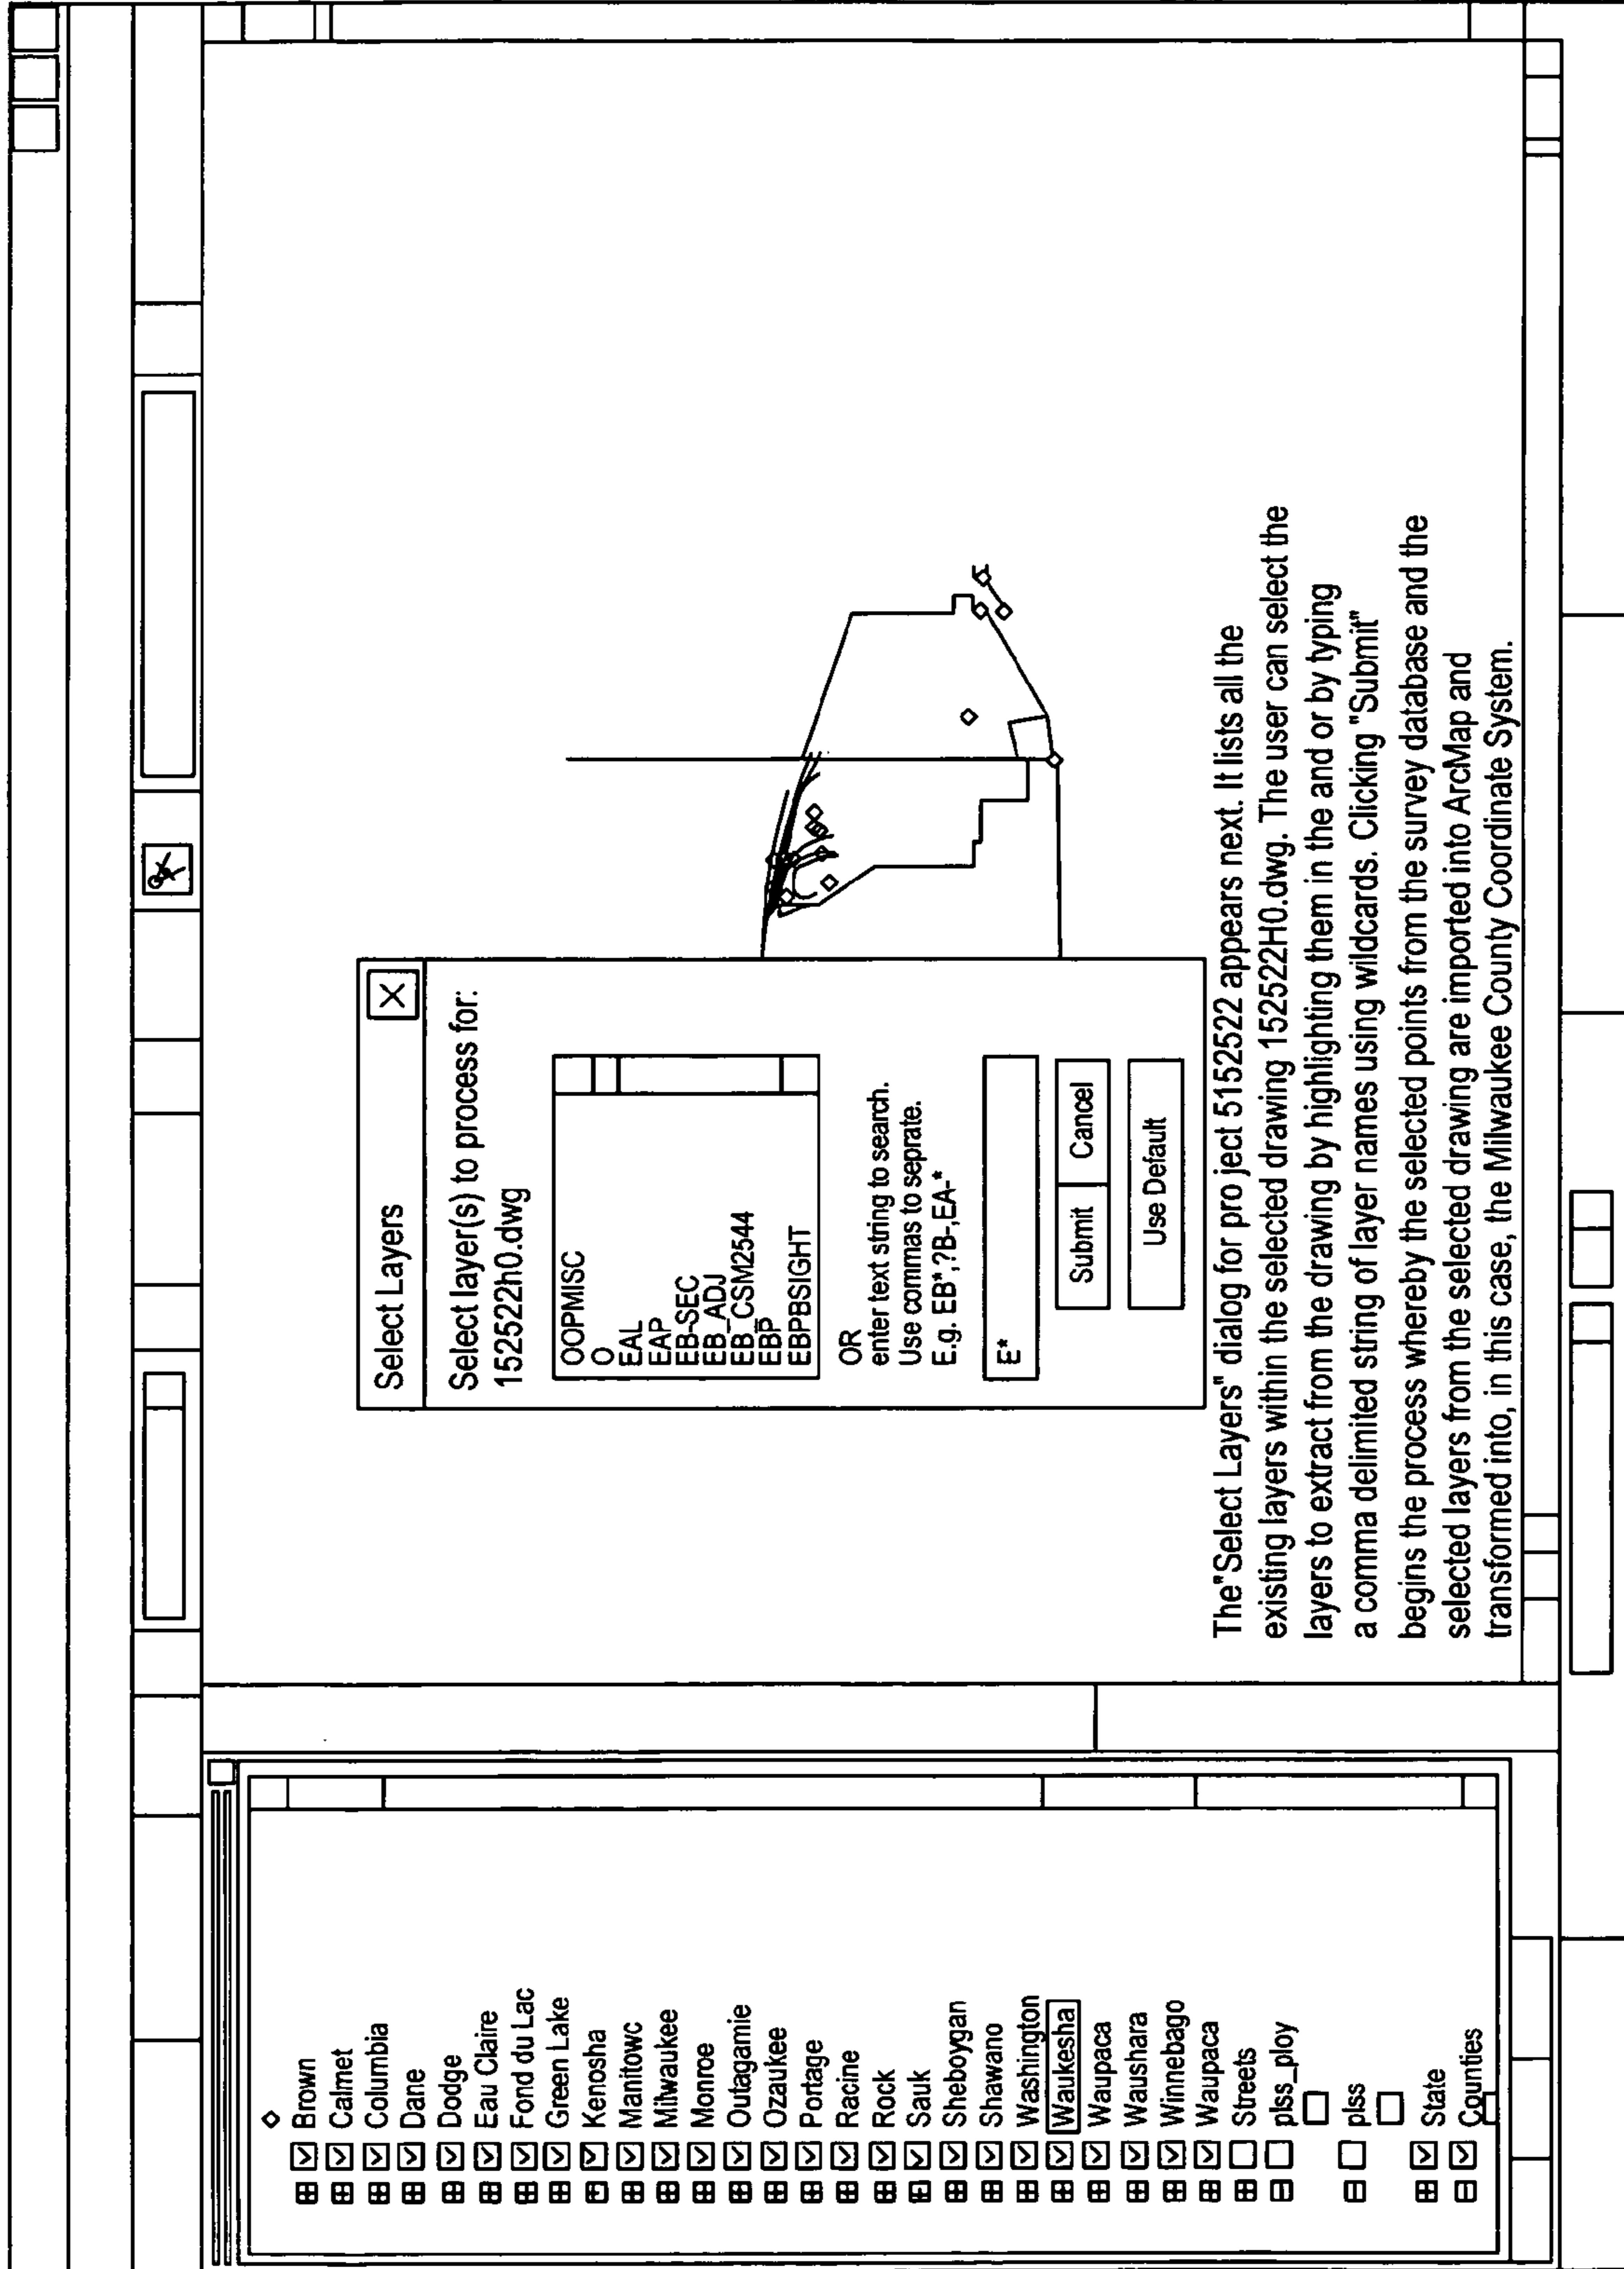 Brown
Calmet
Columbia
Dane
Dodge
Eau Claire
Fond du Lac
Green Lake
Kenosha
Manitowc
Milwaukee
Monroe
Outagamie
Ozaukee
Portage
Racine
Rock
Sauk
Sheboygan
Shawano
Washington
Waukesha
Waupaca
Waushara
Winnebago
Waupaca
Streets
plss_ploy
plss
State
Counties
Select Layers
Select layer(s) to process for:
152522h0.dwg
OOPMISC
O
EAL
EAP
EB-SEC
EB_ADJ
EB_CSM2544
EBP
EBPBSIGHT
OR
enter text string to search.
Use commas to seprate.
E.g. EB*,?B-,EA-*
E*
Submit Cancel
Use Default
The"Select Layers" dialog for pro ject 5152522 appears next. It lists all the
existing layers within the selected drawing 152522H0.dwg. The user can select the
layers to extract from the drawing by highlighting them in the and or by typing
a comma delimited string of layer names using wildcards. Clicking "Submit"
begins the process whereby the selected points from the survey database and the
selected layers from the selected drawing are imported into ArcMap and
transformed into, in this case, the Milwaukee County Coordinate System.